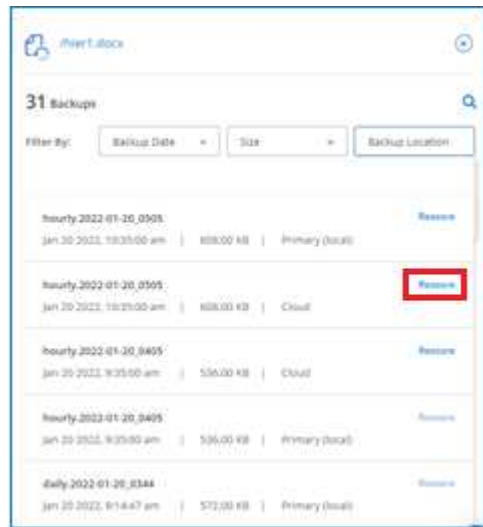 31 Backups
Filter By: Backup Date Size Backup Location
hourly.2022-01-20_0505 Restore
Jan 20 2022, 10:35:00 am | 608.00 KB | Primary (local)
hourly.2022-01-20_0505 Restore
Jan 20 2022, 10:35:00 am | 608.00 KB | Cloud
hourly.2022-01-20_0405 Restore
Jan 20 2022, 9:35:00 am | 536.00 KB | Cloud
hourly.2022-01-20_0405 Restore
Jan 20 2022, 9:35:00 am | 536.00 KB | Primary (local)
daily.2022-01-20_0344 Restore
Jan 20 2022, 9:14:47 am | 572.00 KB | Primary (local)